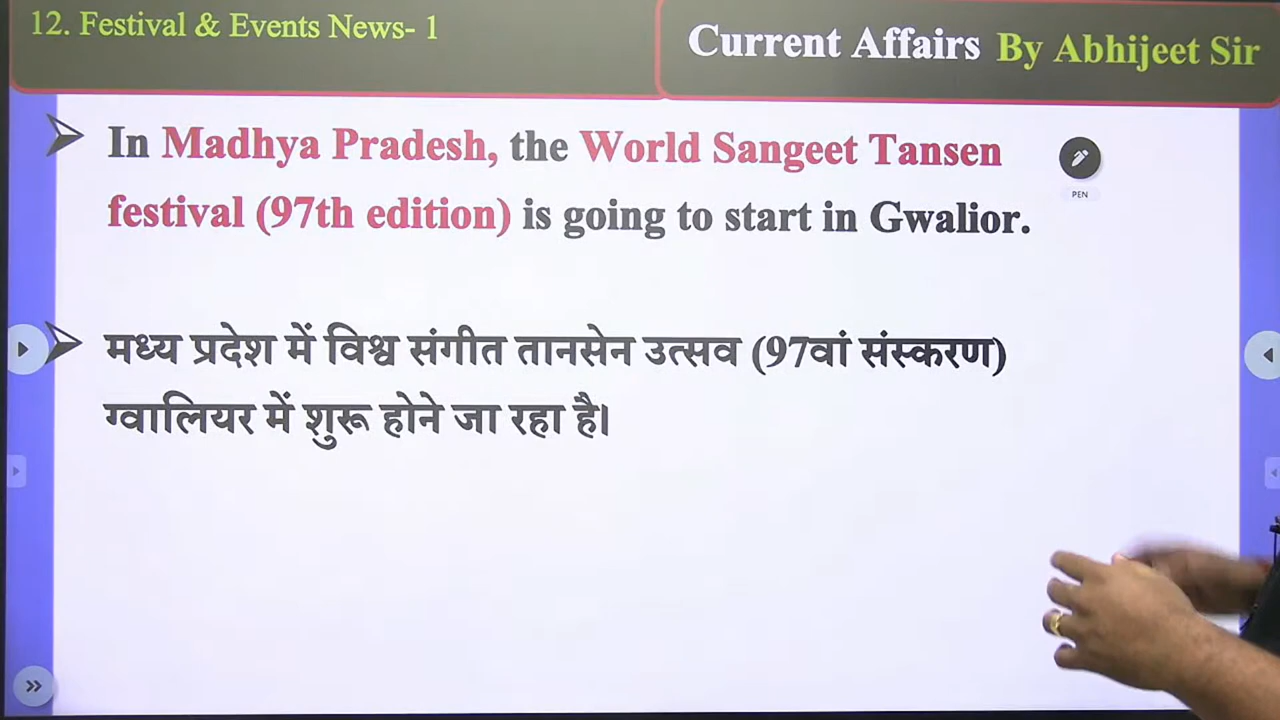 12. Festival & Events News- 1
Current Affairs By Abhijeet Sir
In Madhya Pradesh, the World Sangeet Tansen
festival (97th edition) is going to start in Gwalior.
PEN
मध्य प्रदेश में विश्व संगीत तानसेन उत्सव (97वां संस्करण)
ग्वालियर में शुरू होने जा रहा है।